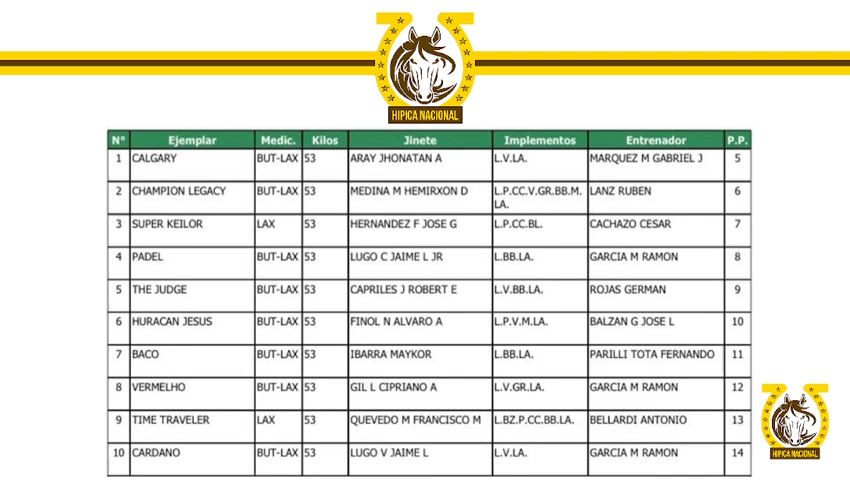 HIPICA NACIONAL
N° Ejemplar Medic. Kilos Jinete Implementos Entrenador P.P.
1 CALGARY BUT-LAX 53 ARAY JHONATAN A L.V.LA. MARQUEZ M GABRIEL J 5
2 CHAMPION LEGACY BUT-LAX 53 MEDINA M HEMIRXON D L.P.CC.V.GR.BB.M. LANZ RUBEN 6
LA.
3 SUPER KEILOR LAX 53 HERNANDEZ F JOSE G L.P.CC.BL. CACHAZO CESAR 7
4 PADEL BUT-LAX 53 LUGO C JAIME L JR L.BB.LA. GARCIA M RAMON 8
5 THE JUDGE BUT-LAX 53 CAPRILES J ROBERT E L.V.BB.LA. ROJAS GERMAN 9
6 HURACAN JESUS BUT-LAX 53 FINOL N ALVARO A L.P.V.M.LA. BALZAN G JOSE L 10
7 BACO BUT-LAX 53 IBARRA MAYKOR L.BB.LA. PARILLI TOTA FERNANDO 11
8 VERMELHO BUT-LAX 53 GIL L CIPRIANO A L.V.GR.LA. GARCIA M RAMON 12
9 TIME TRAVELER LAX 53 QUEVEDO M FRANCISCO M L.BZ.P.CC.BB.LA. BELLARDI ANTONIO 13
10 CARDANO BUT-LAX 53 LUGO V JAIME L L.V.LA. GARCIA M RAMON 14
HIPICA NACIONAL